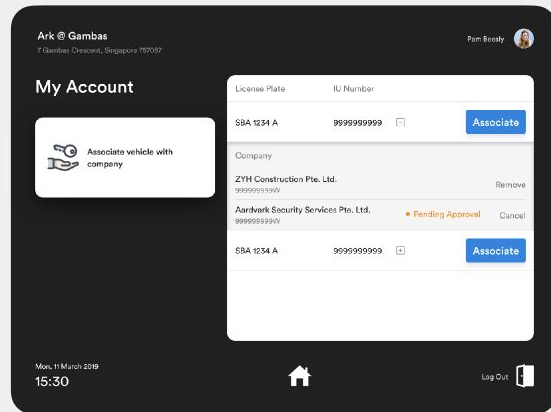 Ark @ Gambas
7 Gambas Crescent, Singapore 757087
Pam Beesly
My Account
Associate vehicle with
company
License Plate IU Number
SBA 1234 A 9999999999 Associate
Company
ZYH Construction Pte. Ltd.
999999999W Remove
Aardvark Security Services Pte. Ltd.
999999999W Pending Approval Cancel
SBA 1234 A 9999999999 Associate
Mon, 11 March 2019
15:30
Log Out